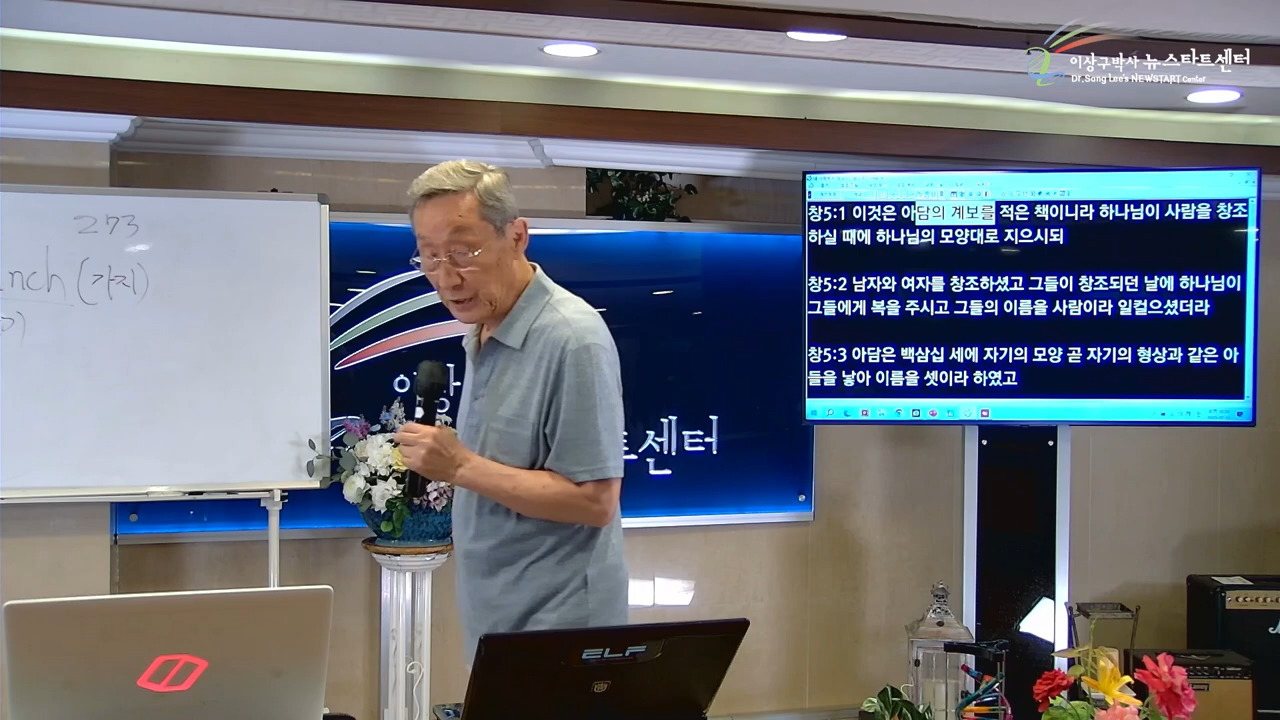 이상구박사 뉴스타트센터
Dr. Sang Lee's NEWSTART Center
273
nch (가지)
창5:1 이것은 아담의 계보를 적은 책이니라 하나님이 사람을 창조
하실 때에 하나님의 모양대로 지으시되
창5:2 남자와 여자를 창조하셨고 그들이 창조되던 날에 하나님이
그들에게 복을 주시고 그들의 이름을 사람이라 일컬으셨더라
창5:3 아담은 백삼십 세에 자기의 모양 곧 자기의 형상과 같은 아
들을 낳아 이름을 셋이라 하였고
이상
트센터
ELF